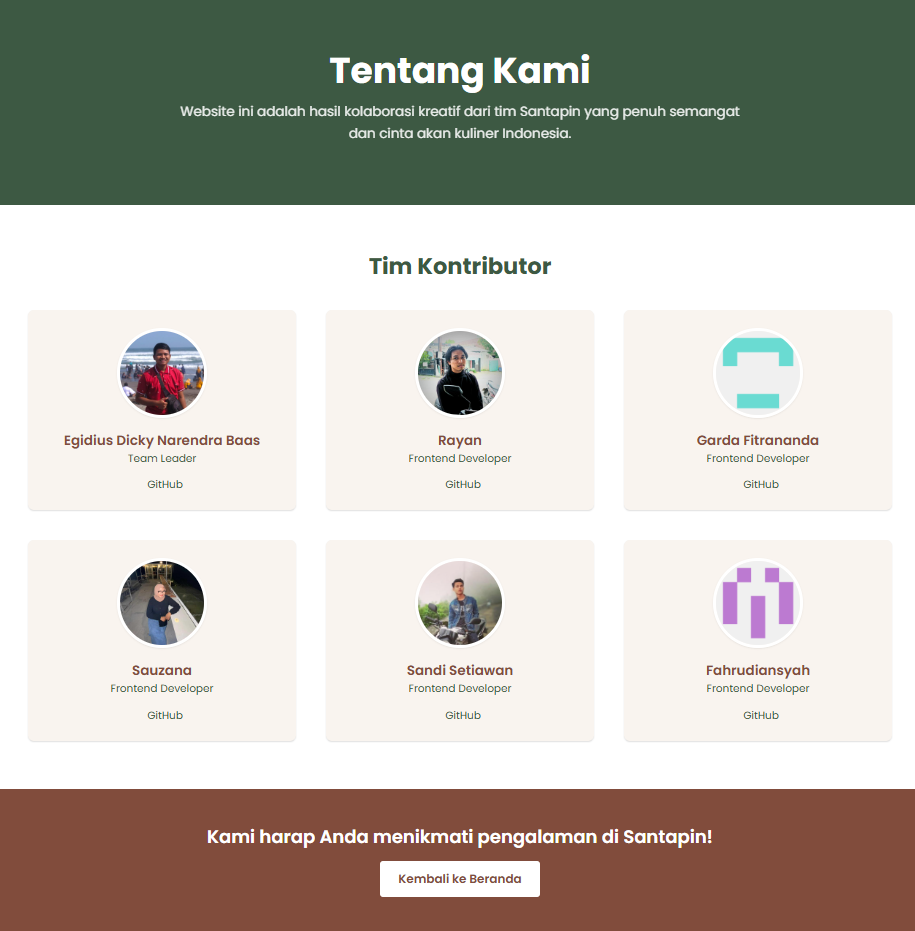 Tentang Kami
Website ini adalah hasil kolaborasi kreatif dari tim Santapin yang penuh semangat
dan cinta akan kuliner Indonesia.
Tim Kontributor
Egidius Dicky Narendra Baas
Team Leader
GitHub
Rayan
Frontend Developer
GitHub
Garda Fitrananda
Frontend Developer
GitHub
Sauzana
Frontend Developer
GitHub
Sandi Setiawan
Frontend Developer
GitHub
Fahrudiansyah
Frontend Developer
GitHub
Kami harap Anda menikmati pengalaman di Santapin!
Kembali ke Beranda